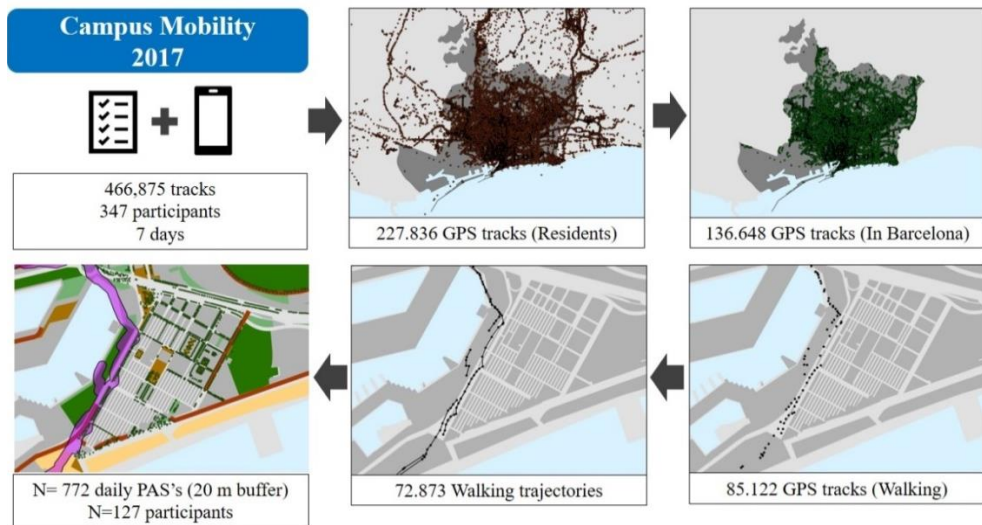 Campus Mobility
2017
466,875 tracks
347 participants
7 days
227.836 GPS tracks (Residents)
136.648 GPS tracks (In Barcelona)
N= 772 daily PAS’s (20 m buffer)
N=127 participants
72.873 Walking trajectories
85.122 GPS tracks (Walking)